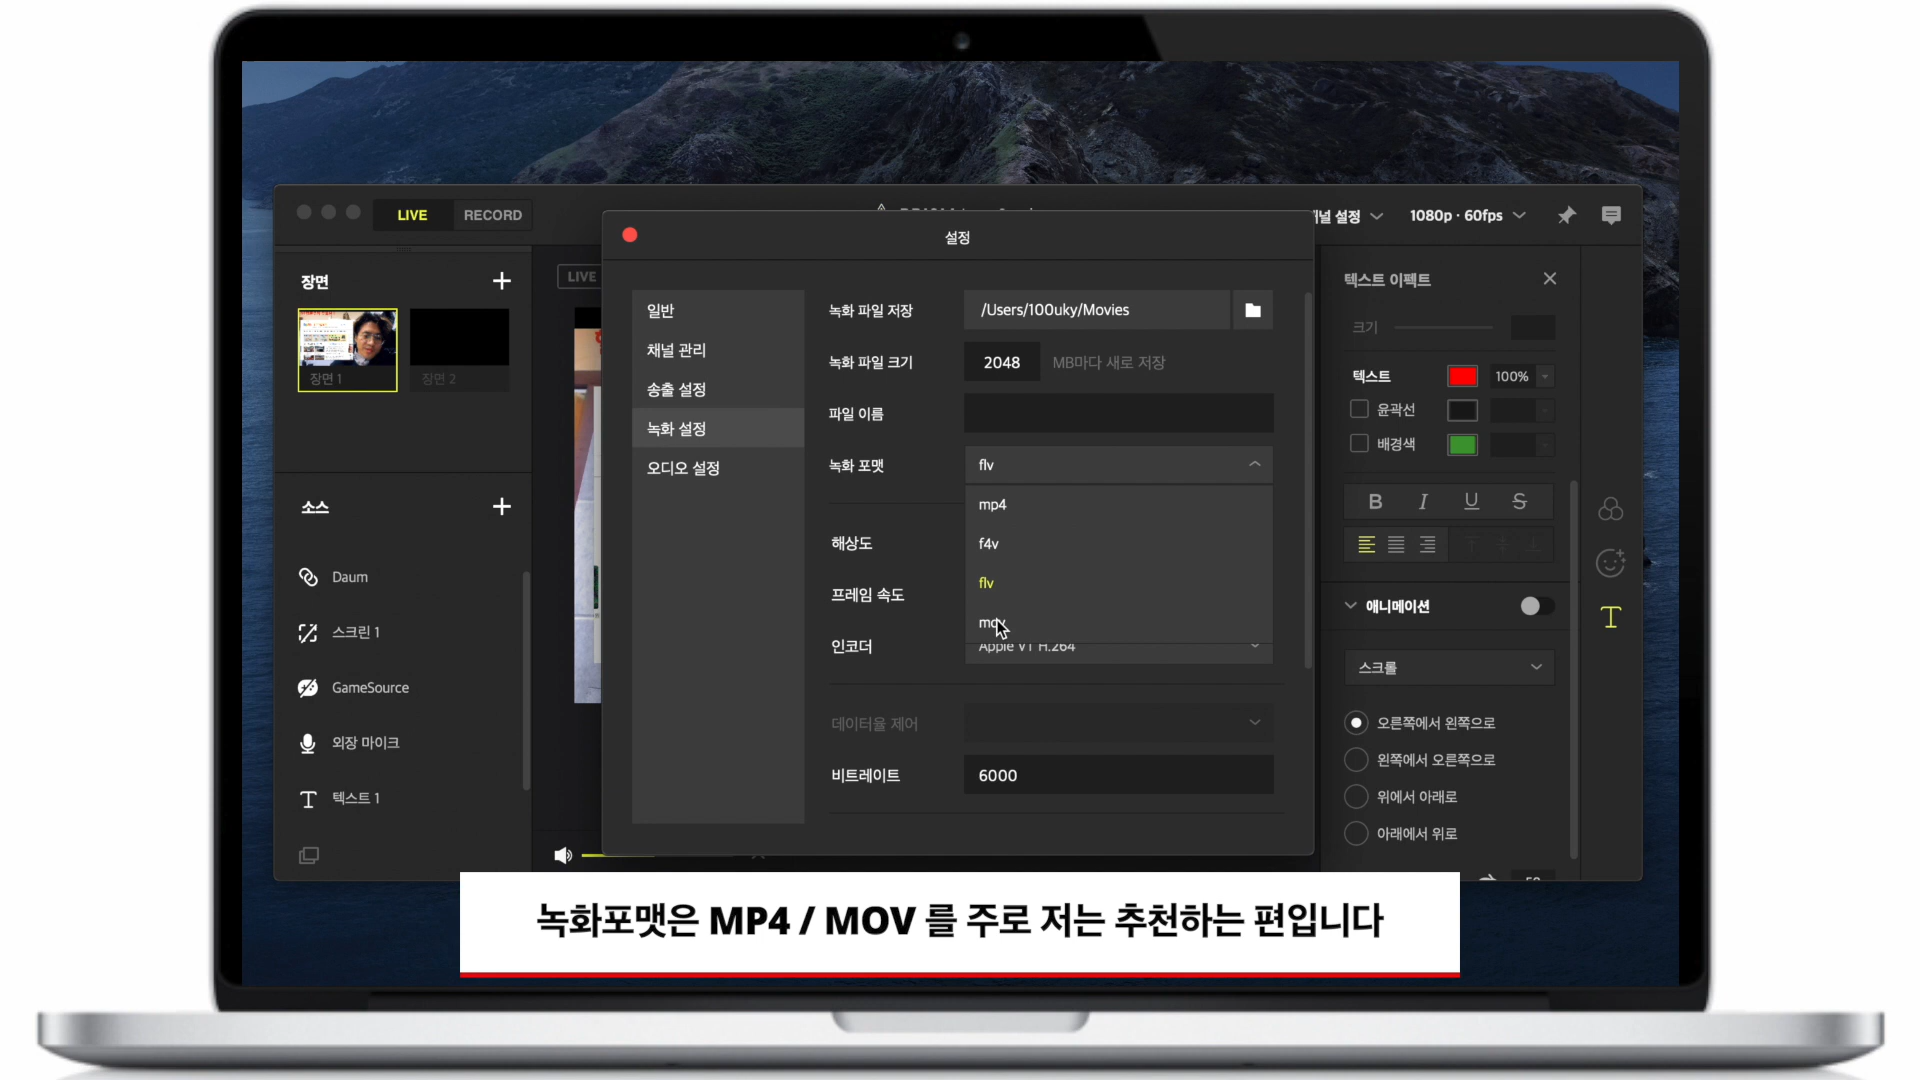 LIVE
RECORD
널 설정
1080p · 60fps
설정
장면
장면 1
장면 2
LIVE
소스
Daum
스크린 1
GameSource
외장 마이크
텍스트 1
일반
채널 관리
송출 설정
녹화 설정
오디오 설정
녹화 파일 저장
/Users/100uky/Movies
녹화 파일 크기
2048
MB마다 새로 저장
파일 이름
녹화 포맷
flv
mp4
f4v
flv
mov
해상도
프레임 속도
인코더
Apple VT H.264
데이터율 제어
비트레이트
6000
텍스트 이펙트
크기
텍스트
100%
윤곽선
배경색
B I U S
애니메이션
스크롤
오른쪽에서 왼쪽으로
왼쪽에서 오른쪽으로
위에서 아래로
아래에서 위로
녹화포맷은 MP4 / MOV 를 주로 저는 추천하는 편입니다